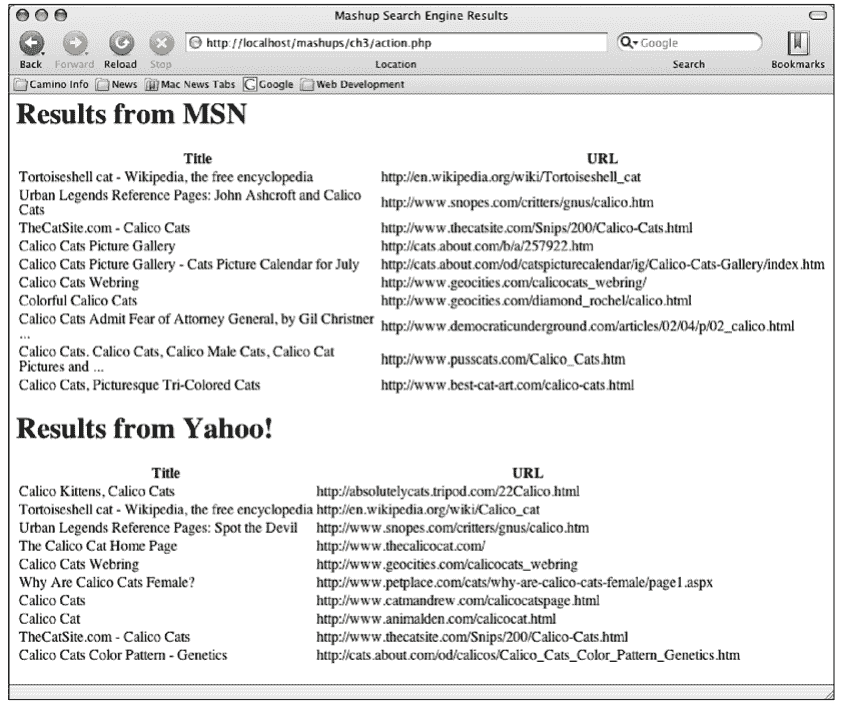 Mashup Search Engine Results
http://localhost/mashups/ch3/action.php
Google
Back Forward Reload Stop Location Search Bookmarks
Camino Info News Mac News Tabs Google Web Development
Results from MSN
Title URL
Tortoiseshell cat - Wikipedia, the free encyclopedia http://en.wikipedia.org/wiki/Tortoiseshell_cat
Urban Legends Reference Pages: John Ashcroft and Calico
Cats http://www.snopes.com/critters/gnus/calico.htm
TheCatSite.com - Calico Cats http://www.thecatsite.com/Snips/200/Calico-Cats.html
Calico Cats Picture Gallery http://cats.about.com/b/a/257922.htm
Calico Cats Picture Gallery - Cats Picture Calendar for July http://cats.about.com/od/catspicturecalendar/ig/Calico-Cats-Gallery/index.htm
Calico Cats Webring http://www.geocities.com/calicocats_webring/
Colorful Calico Cats http://www.geocities.com/diamond_rochel/calico.html
Calico Cats Admit Fear of Attorney General, by Gil Christner
... http://www.democraticunderground.com/articles/02/04/p/02_calico.html
Calico Cats. Calico Cats, Calico Male Cats, Calico Cat
Pictures and ... http://www.pusscats.com/Calico_Cats.htm
Calico Cats, Picturesque Tri-Colored Cats http://www.best-cat-art.com/calico-cats.html
Results from Yahoo!
Title URL
Calico Kittens, Calico Cats http://absolutelycats.tripod.com/22Calico.html
Tortoiseshell cat - Wikipedia, the free encyclopedia http://en.wikipedia.org/wiki/Calico_cat
Urban Legends Reference Pages: Spot the Devil http://www.snopes.com/critters/gnus/calico.htm
The Calico Cat Home Page http://www.thecalicocat.com/
Calico Cats Webring http://www.geocities.com/calicocats_webring
Why Are Calico Cats Female? http://www.petplace.com/cats/why-are-calico-cats-female/page1.aspx
Calico Cats http://www.catmandrew.com/calicocatspage.html
Calico Cat http://www.animalden.com/calicocat.html
TheCatSite.com - Calico Cats http://www.thecatsite.com/Snips/200/Calico-Cats.html
Calico Cats Color Pattern - Genetics http://cats.about.com/od/calicos/Calico_Cats_Color_Pattern_Genetics.htm